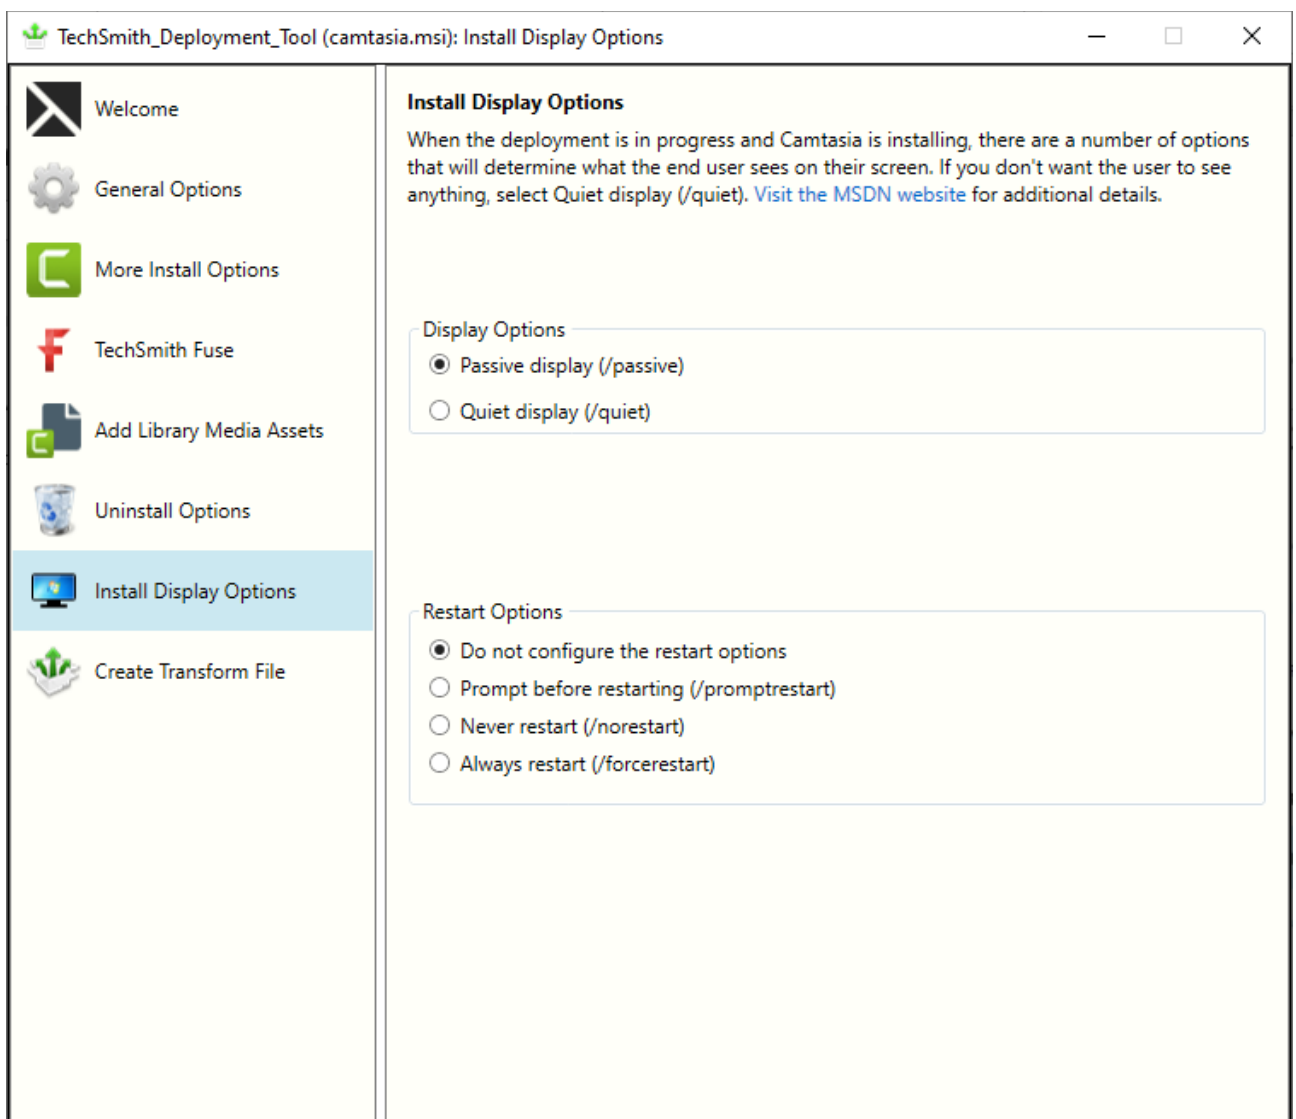 TechSmith_Deployment_Tool (camtasia.msi): Install Display Options
Welcome
General Options
More Install Options
TechSmith Fuse
Add Library Media Assets
Uninstall Options
Install Display Options
Create Transform File
Install Display Options
When the deployment is in progress and Camtasia is installing, there are a number of options
that will determine what the end user sees on their screen. If you don't want the user to see
anything, select Quiet display (/quiet). Visit the MSDN website for additional details.
Display Options
Passive display (/passive)
Quiet display (/quiet)
Restart Options
Do not configure the restart options
Prompt before restarting (/promptrestart)
Never restart (/norestart)
Always restart (/forcerestart)